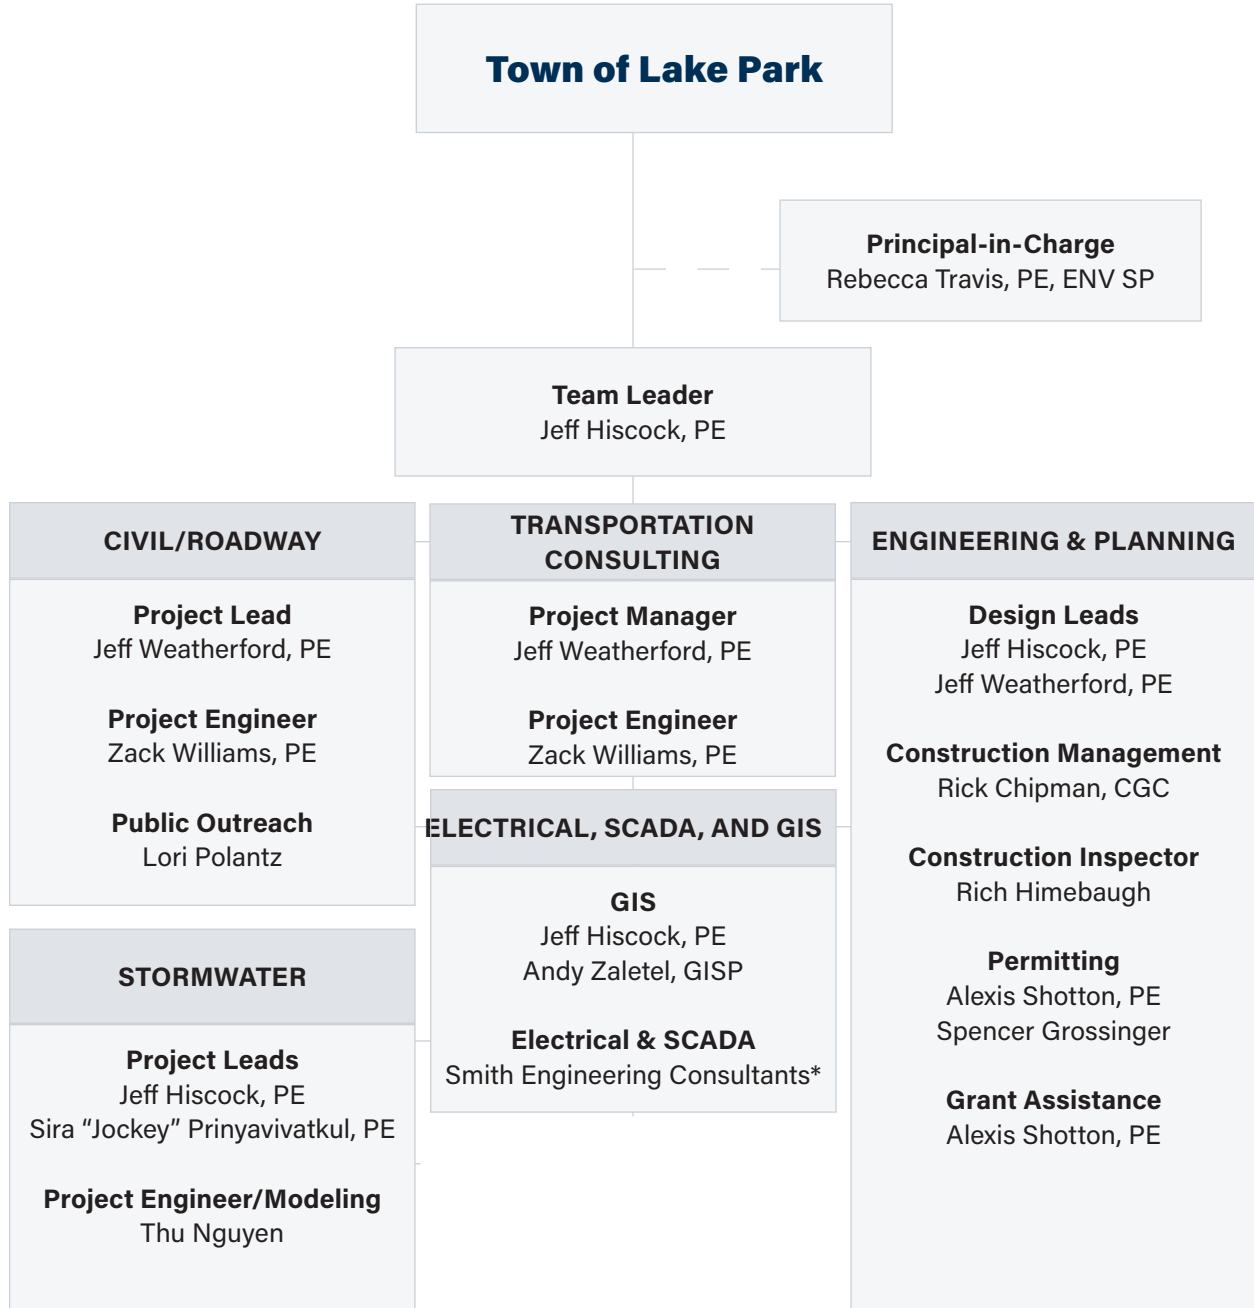 Town of Lake Park
Principal-in-Charge
Rebecca Travis, PE, ENV SP
Team Leader
Jeff Hiscock, PE
CIVIL/ROADWAY
Project Lead
Jeff Weatherford, PE
Project Engineer
Zack Williams, PE
Public Outreach
Lori Polantz
STORMWATER
Project Leads
Jeff Hiscock, PE
Sira “Jockey” Prinyavivatkul, PE
Project Engineer/Modeling
Thu Nguyen
TRANSPORTATION
CONSULTING
Project Manager
Jeff Weatherford, PE
Project Engineer
Zack Williams, PE
ELECTRICAL, SCADA, AND GIS
GIS
Jeff Hiscock, PE
Andy Zaletel, GISP
Electrical & SCADA
Smith Engineering Consultants*
ENGINEERING & PLANNING
Design Leads
Jeff Hiscock, PE
Jeff Weatherford, PE
Construction Management
Rick Chipman, CGC
Construction Inspector
Rich Himebaugh
Permitting
Alexis Shotton, PE
Spencer Grossinger
Grant Assistance
Alexis Shotton, PE